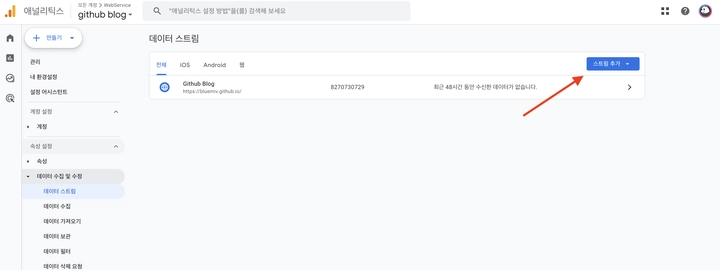 애널리틱스
모든 계정 > WebService
github blog
"애널리틱스 설정 방법"을(를) 검색해 보세요
만들기
관리
내 환경설정
설정 어시스턴트
계정 설정
계정
속성 설정
속성
데이터 수집 및 수정
데이터 스트림
데이터 수집
데이터 가져오기
데이터 보관
데이터 필터
데이터 삭제 요청
데이터 스트림
전체 iOS Android 웹
스트림 추가
Github Blog
https://bluemiv.github.io/
8270730729
최근 48시간 동안 수신한 데이터가 없습니다.